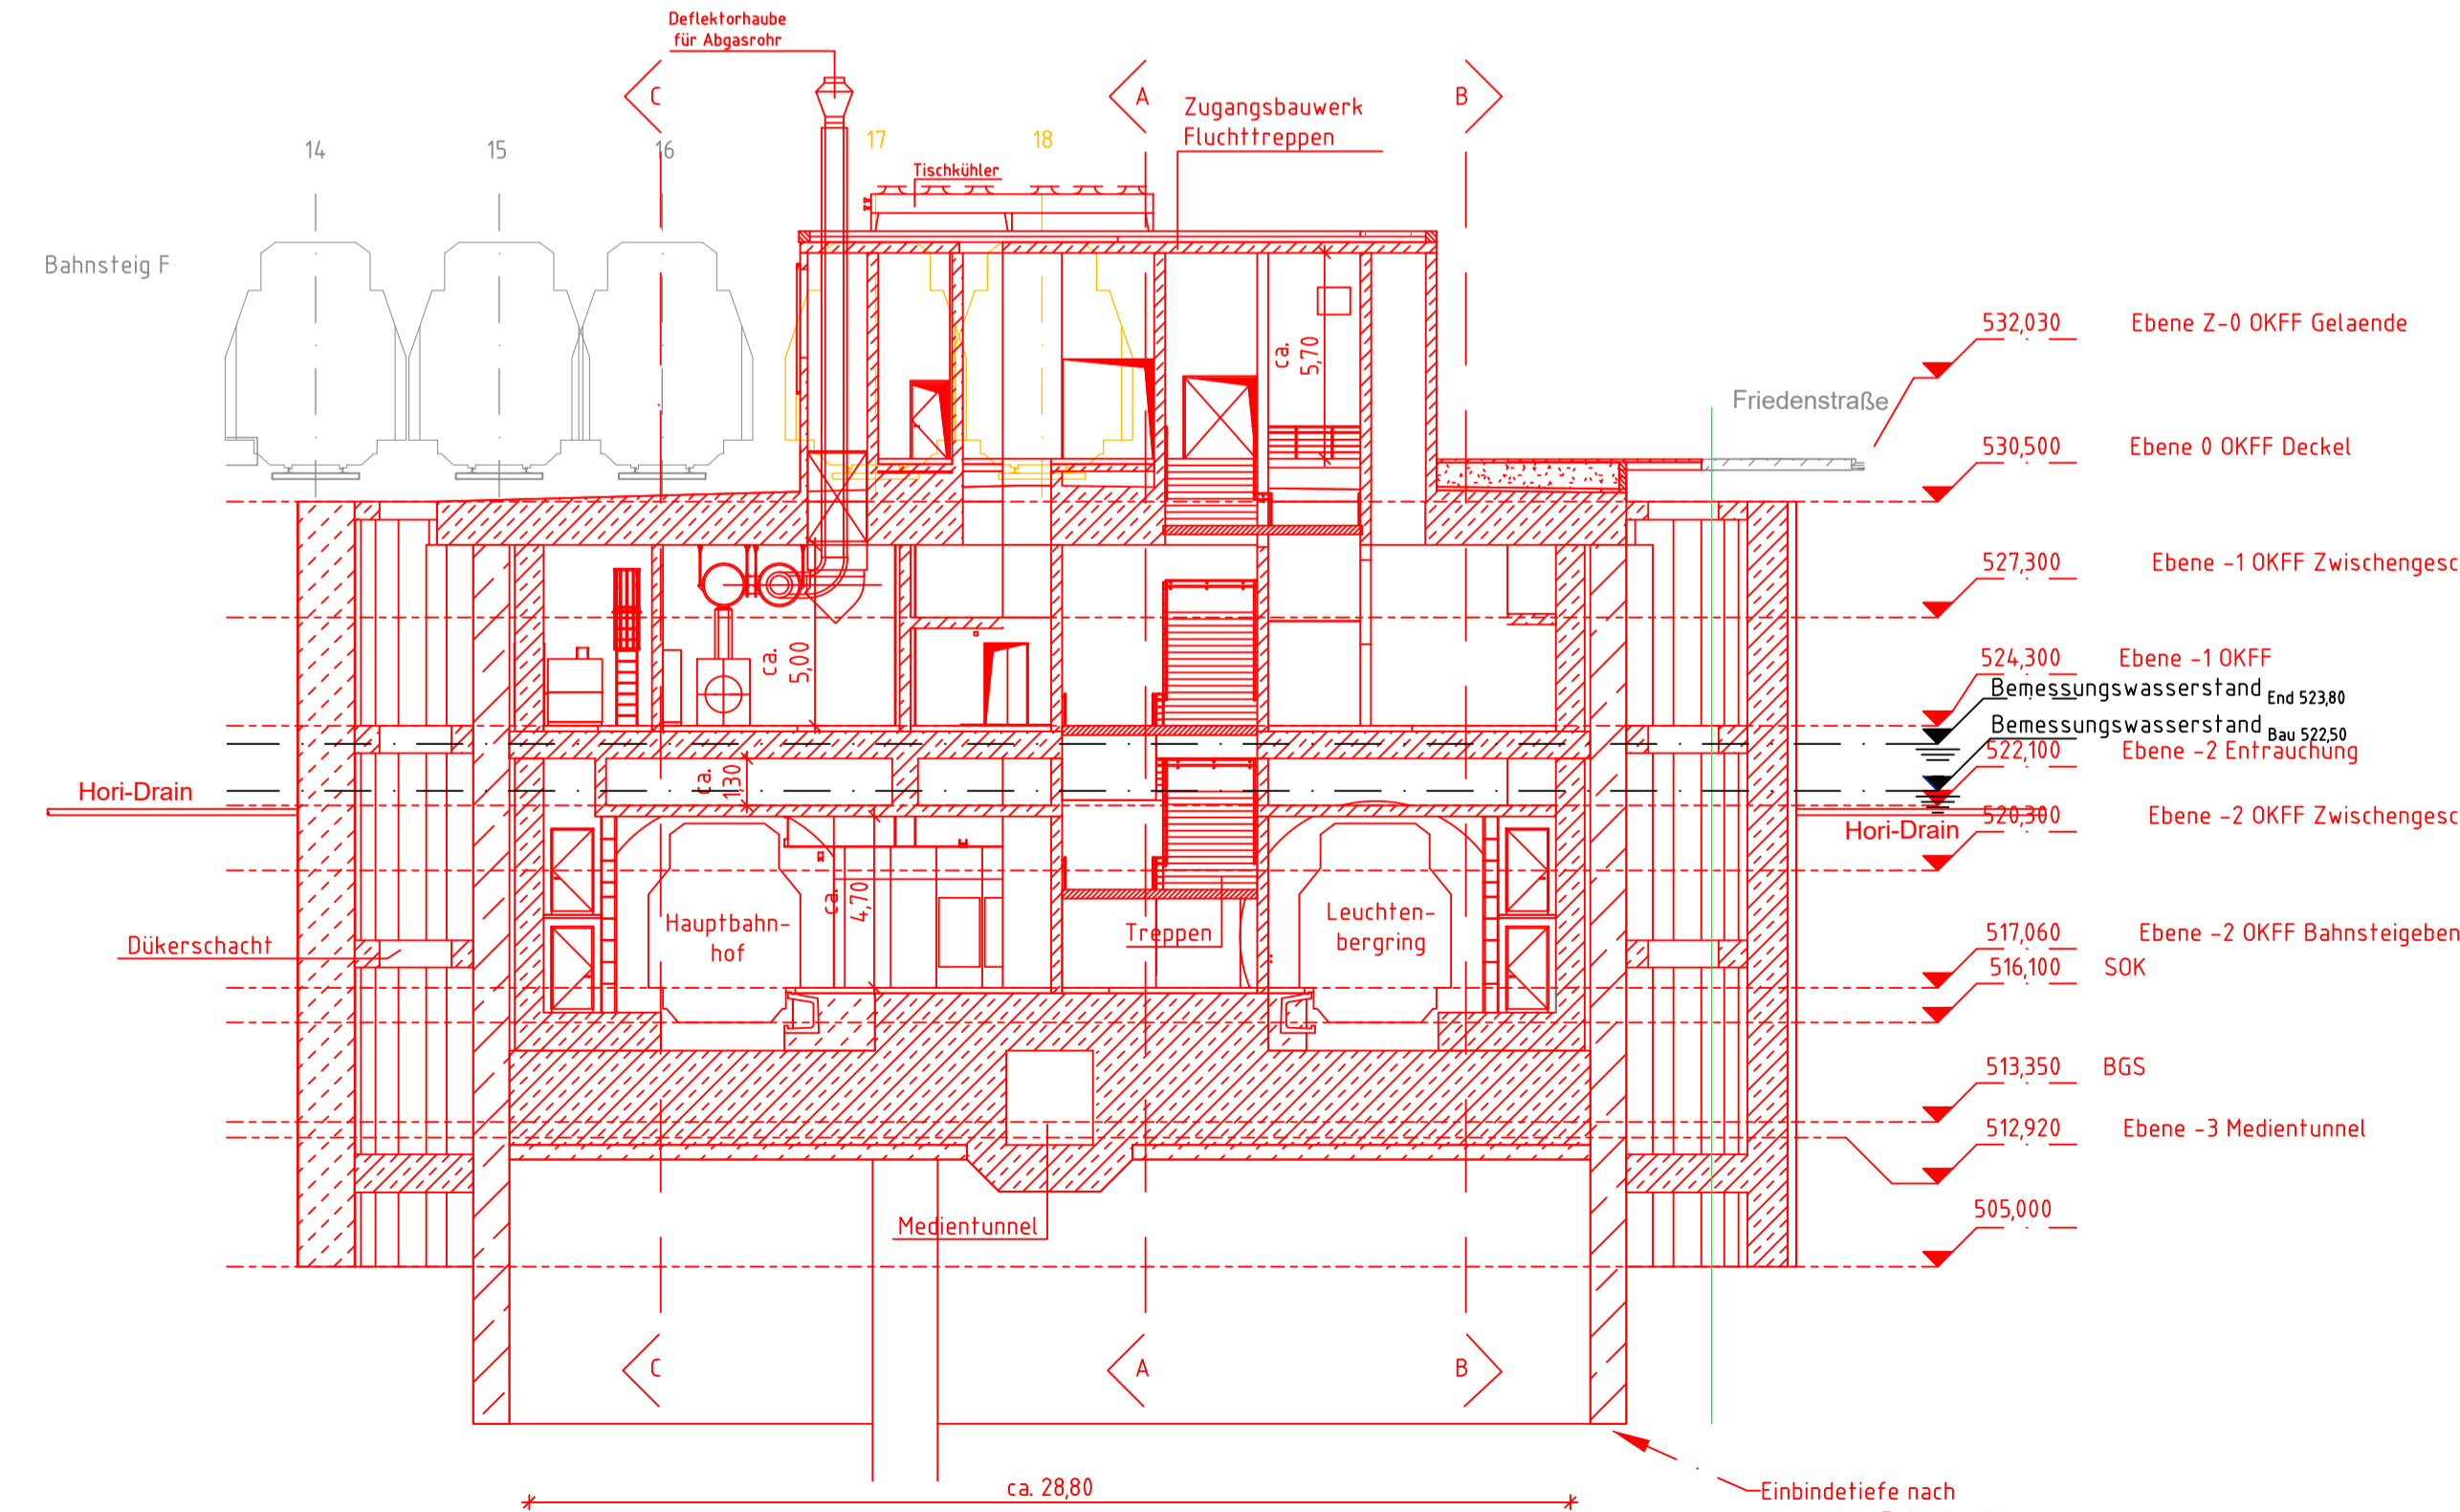 Deflektorhaube
für Abgasrohr
C
A
B
Zugangsbauwerk
Fluchttreppen
14
15
16
17
18
Tischkühler
Bahnsteig F
532,030 Ebene Z-0 OKFF Gelaende
ca.
5,70
Friedenstraße
530,500 Ebene 0 OKFF Deckel
527,300 Ebene -1 OKFF Zwischengesc
ca.
5,00
524,300 Ebene -1 OKFF
Bemessungswasserstand End 523,80
Bemessungswasserstand Bau 522,50
522,100 Ebene -2 Entrauchung
ca.
1,30
Hori-Drain
520,300 Ebene -2 OKFF Zwischengesc
Hori-Drain
ca.
4,70
Hauptbahn-
hof
Leuchten-
bergring
Treppen
Dükerschacht
517,060 Ebene -2 OKFF Bahnsteigeben
516,100 SOK
513,350 BGS
512,920 Ebene -3 Medientunnel
505,000
Medientunnel
C
A
B
ca. 28,80
Einbindetiefe nach